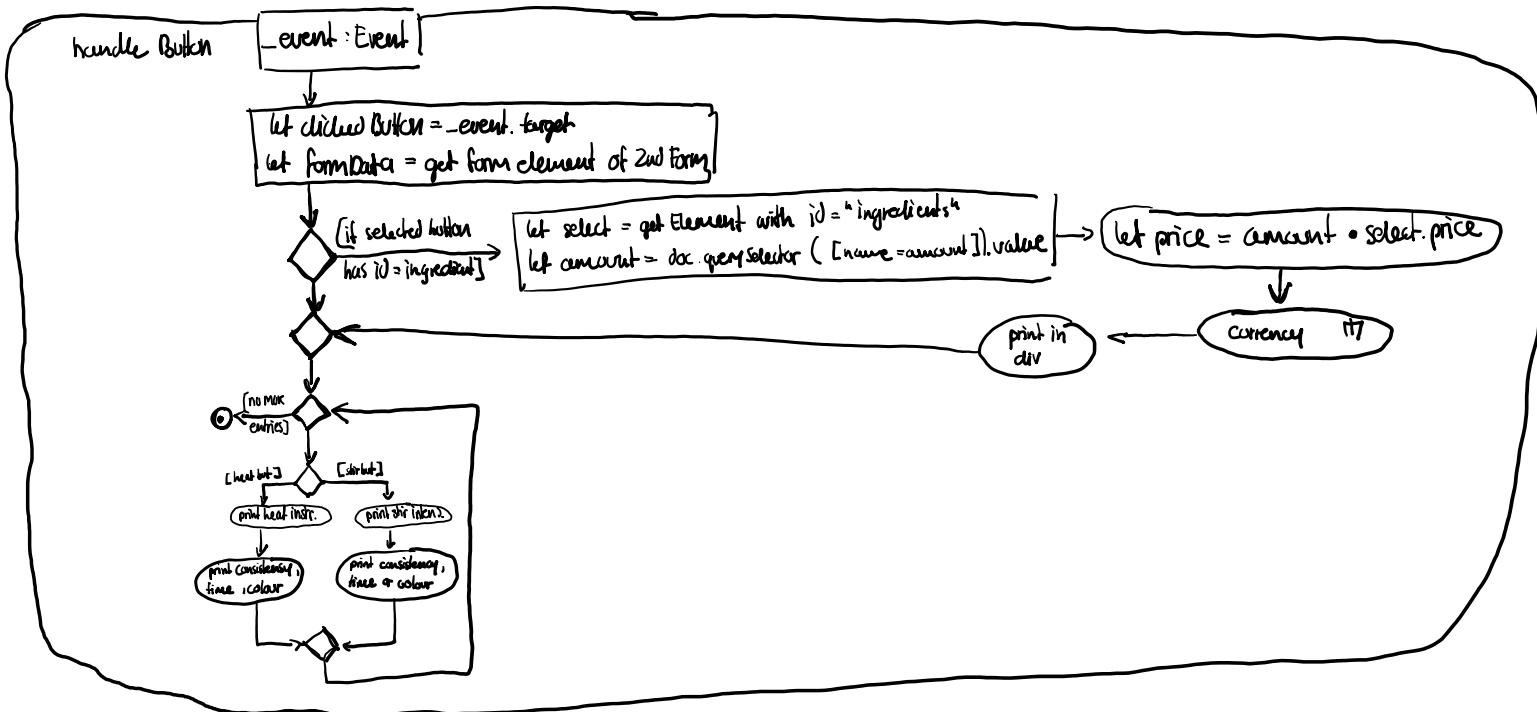 handle Button
_event : Event
let clicked Button = _event. target
let formData = get form element of 2nd Form
[if selected button
has id = ingredient]
let select = get Element with id = "ingredients"
let amount = doc. query Selector ( [name = amount ]).value
let price = amount • select.price
currency
print in
div
[no more
entries]
[heat but]
[stir but]
print heat instr.
print stir
print consistency,
time , colour
print consistency,
time or colour